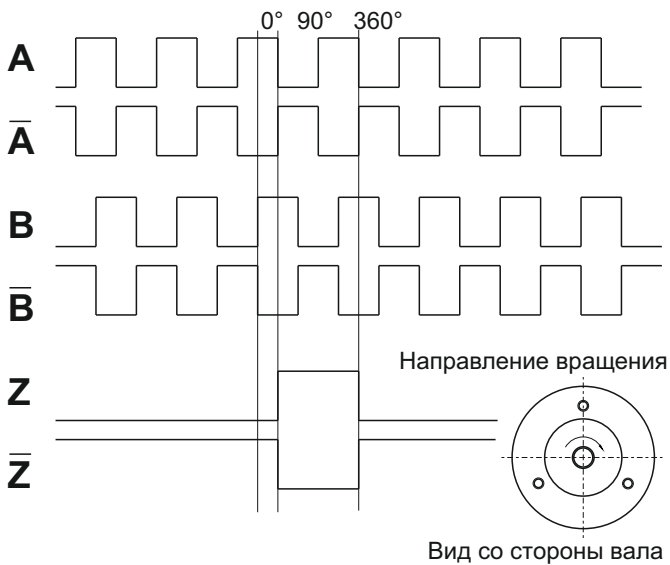 0° 90° 360°
A
A̅
B
B̅
Z
Z̅
Направление вращения
Вид со стороны вала